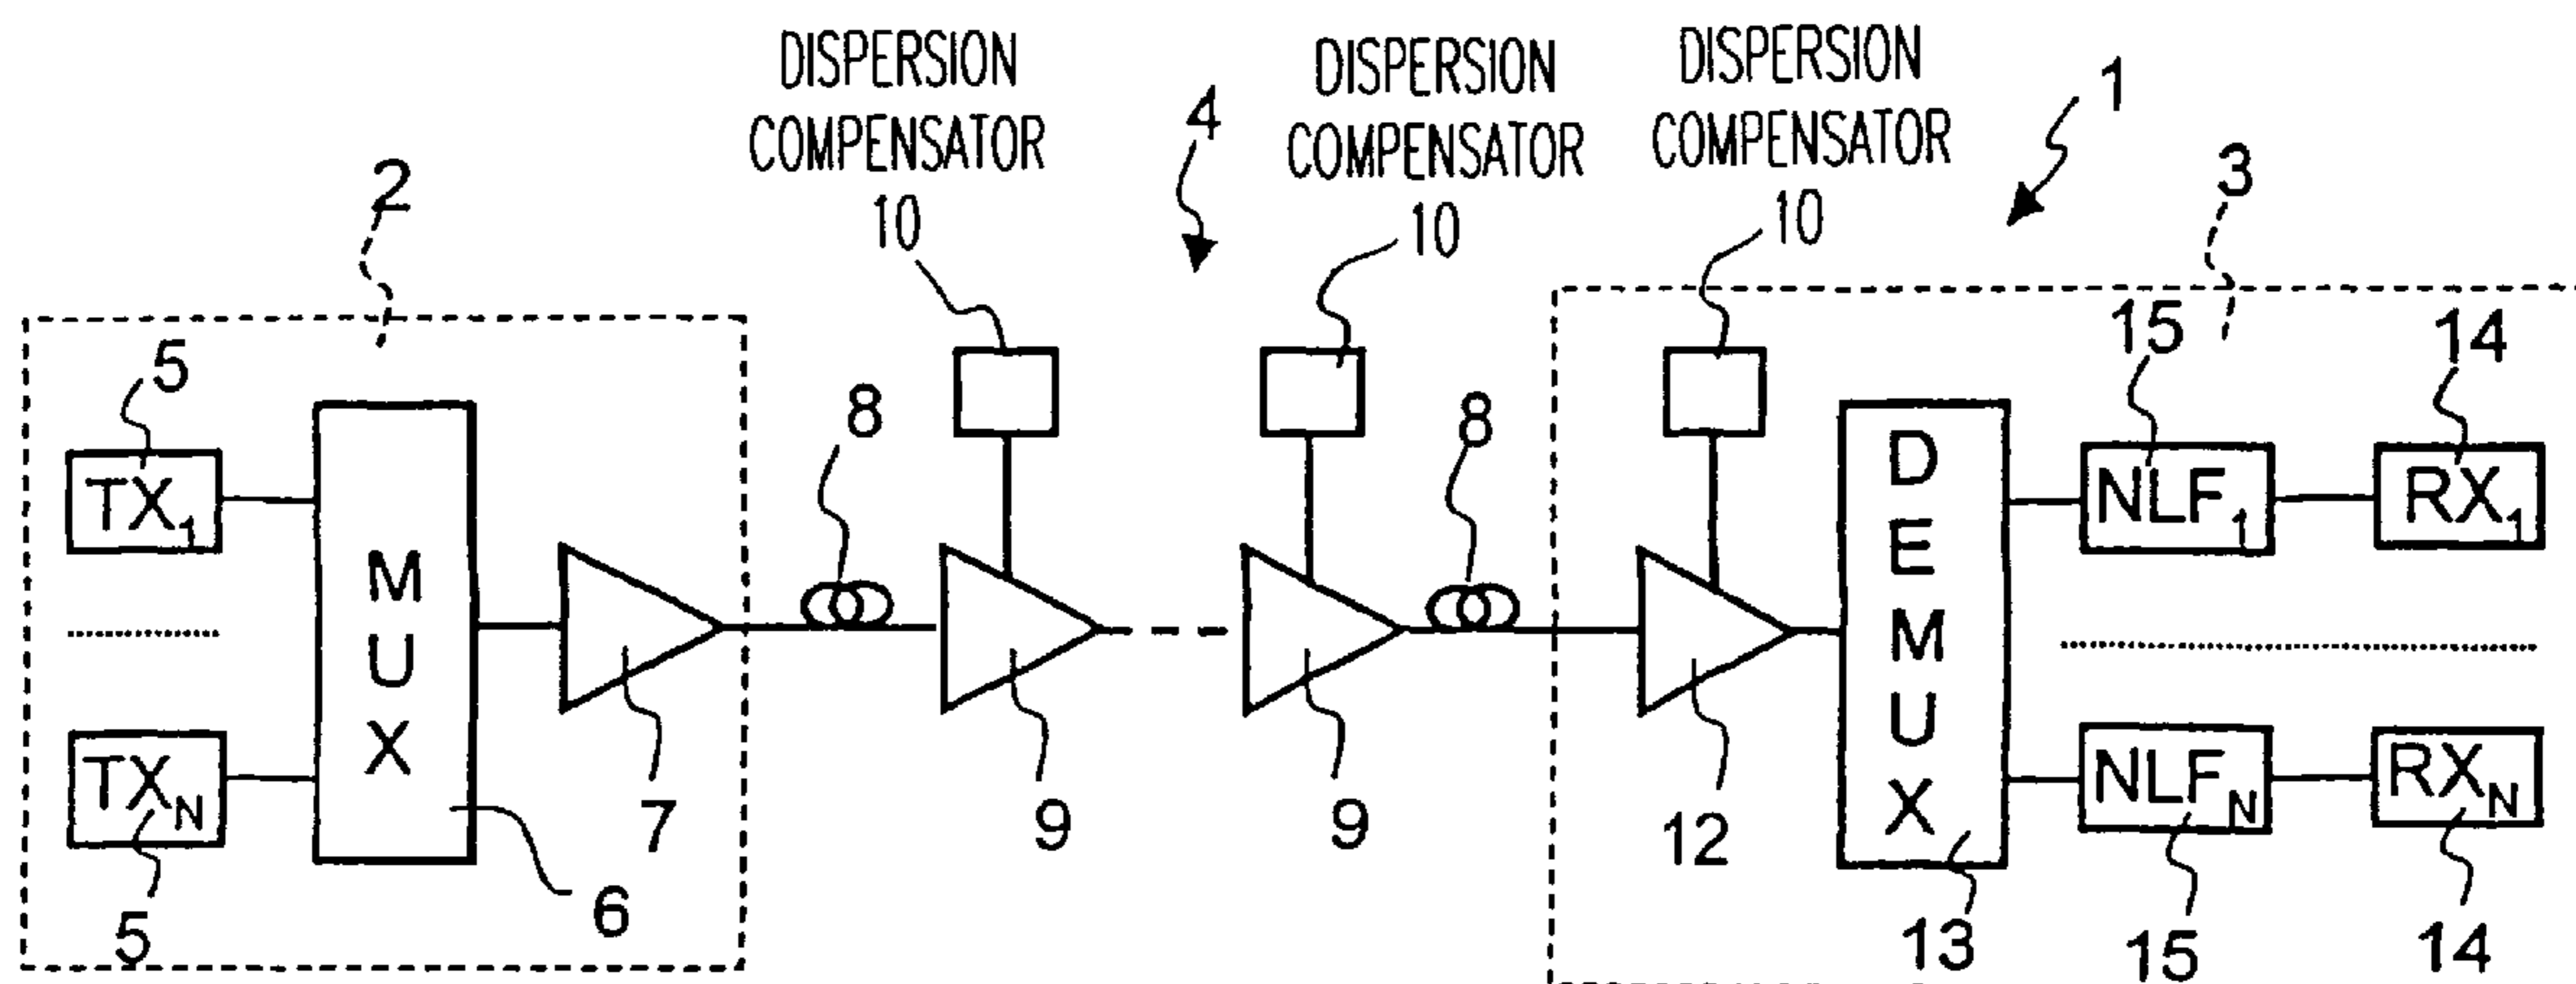 DISPERSION
COMPENSATOR
10
DISPERSION
COMPENSATOR
10
DISPERSION
COMPENSATOR
10
4
1
2
3
5
TX1
TXN
5
MUX
6
7
8
9
9
8
12
DEMUX
13
15
NLF1
14
RX1
NLFN
15
RXN
14